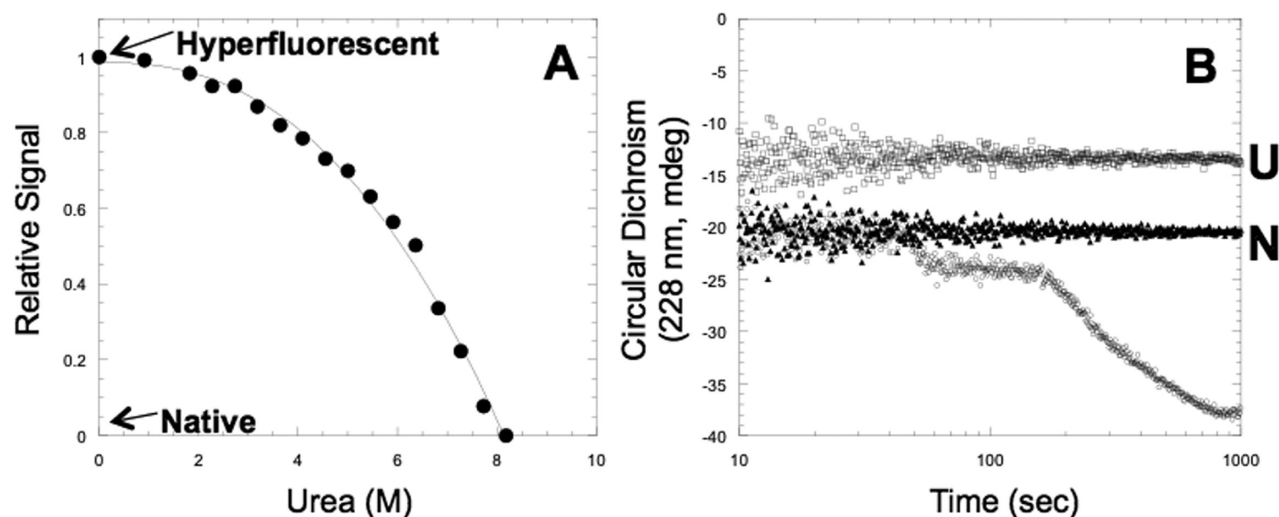 A
Hyperfluorescent
Native
Relative Signal
1
0.8
0.6
0.4
0.2
0
0
2
4
6
8
10
Urea (M)
B
Circular Dichroism
(228 nm, mdeg)
0
-5
-10
-15
-20
-25
-30
-35
-40
U
N
10
100
1000
Time (sec)